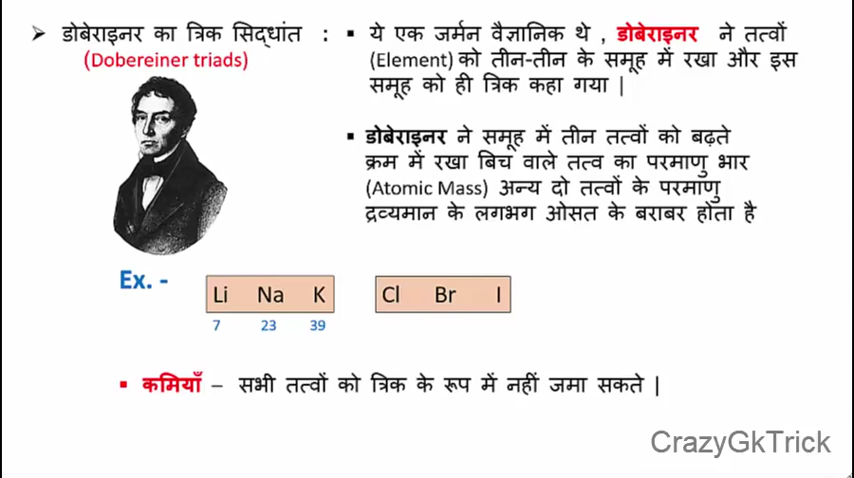 ➢ डोबेराइनर का त्रिक सिद्धांत :
(Dobereiner triads)
▪ ये एक जर्मन वैज्ञानिक थे , डोबेराइनर ने तत्वों
(Element) को तीन-तीन के समूह में रखा और इस
समूह को ही त्रिक कहा गया |
▪ डोबेराइनर ने समूह में तीन तत्वों को बढ़ते
क्रम में रखा बिच वाले तत्व का परमाणु भार
(Atomic Mass) अन्य दो तत्वों के परमाणु
द्रव्यमान के लगभग ओसत के बराबर होता है
Ex. -
Li Na K
7 23 39
Cl Br I
▪ कमियाँ – सभी तत्वों को त्रिक के रूप में नहीं जमा सकते |
CrazyGkTrick